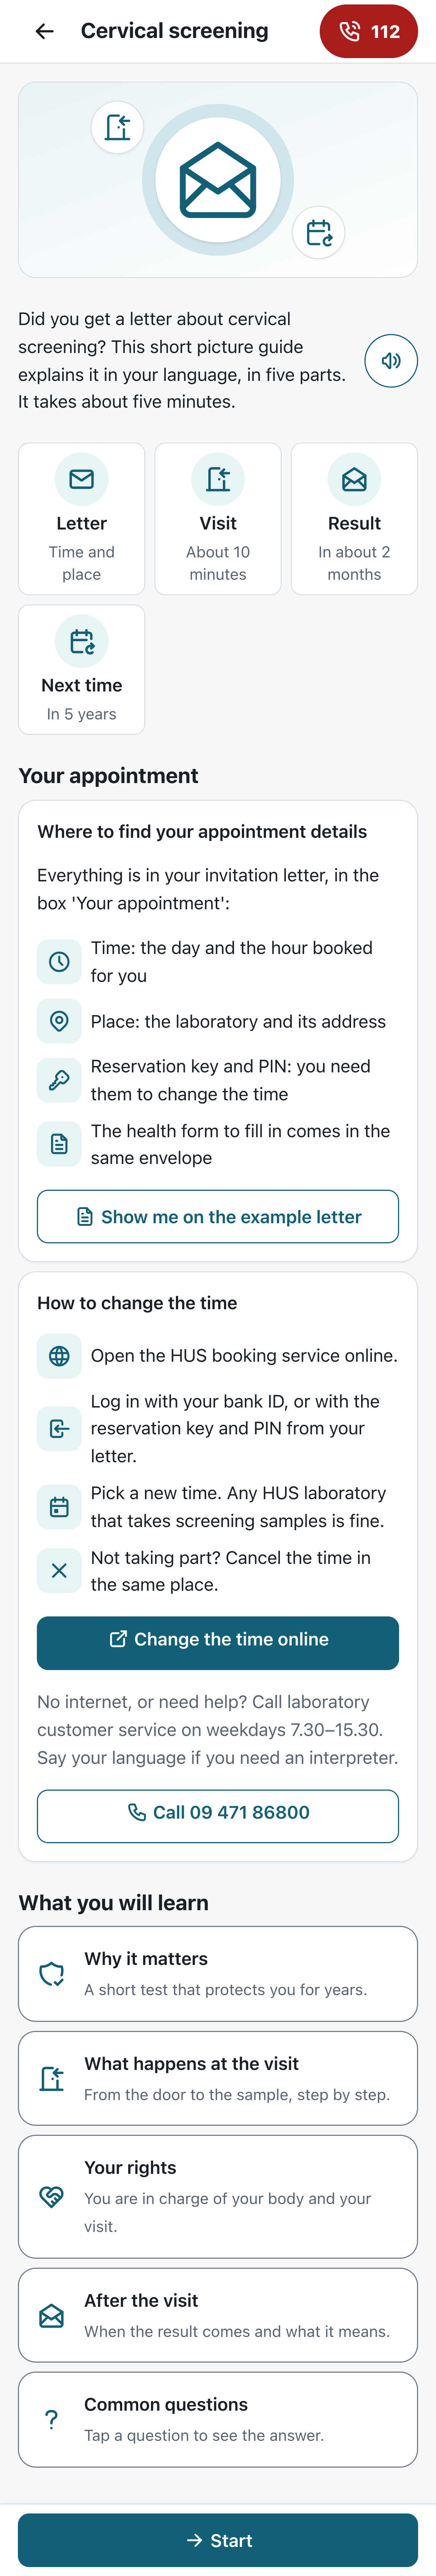 Cervical screening
112
Did you get a letter about cervical
screening? This short picture guide
explains it in your language, in five parts.
It takes about five minutes.
Letter
Time and
place
Visit
About 10
minutes
Result
In about 2
months
Next time
In 5 years
Your appointment
Where to find your appointment details
Everything is in your invitation letter, in the
box 'Your appointment':
Time: the day and the hour booked
for you
Place: the laboratory and its address
Reservation key and PIN: you need
them to change the time
The health form to fill in comes in the
same envelope
Show me on the example letter
How to change the time
Open the HUS booking service online.
Log in with your bank ID, or with the
reservation key and PIN from your
letter.
Pick a new time. Any HUS laboratory
that takes screening samples is fine.
Not taking part? Cancel the time in
the same place.
Change the time online
No internet, or need help? Call laboratory
customer service on weekdays 7.30–15.30.
Say your language if you need an interpreter.
Call 09 471 86800
What you will learn
Why it matters
A short test that protects you for years.
What happens at the visit
From the door to the sample, step by step.
Your rights
You are in charge of your body and your
visit.
After the visit
When the result comes and what it means.
Common questions
Tap a question to see the answer.
Start